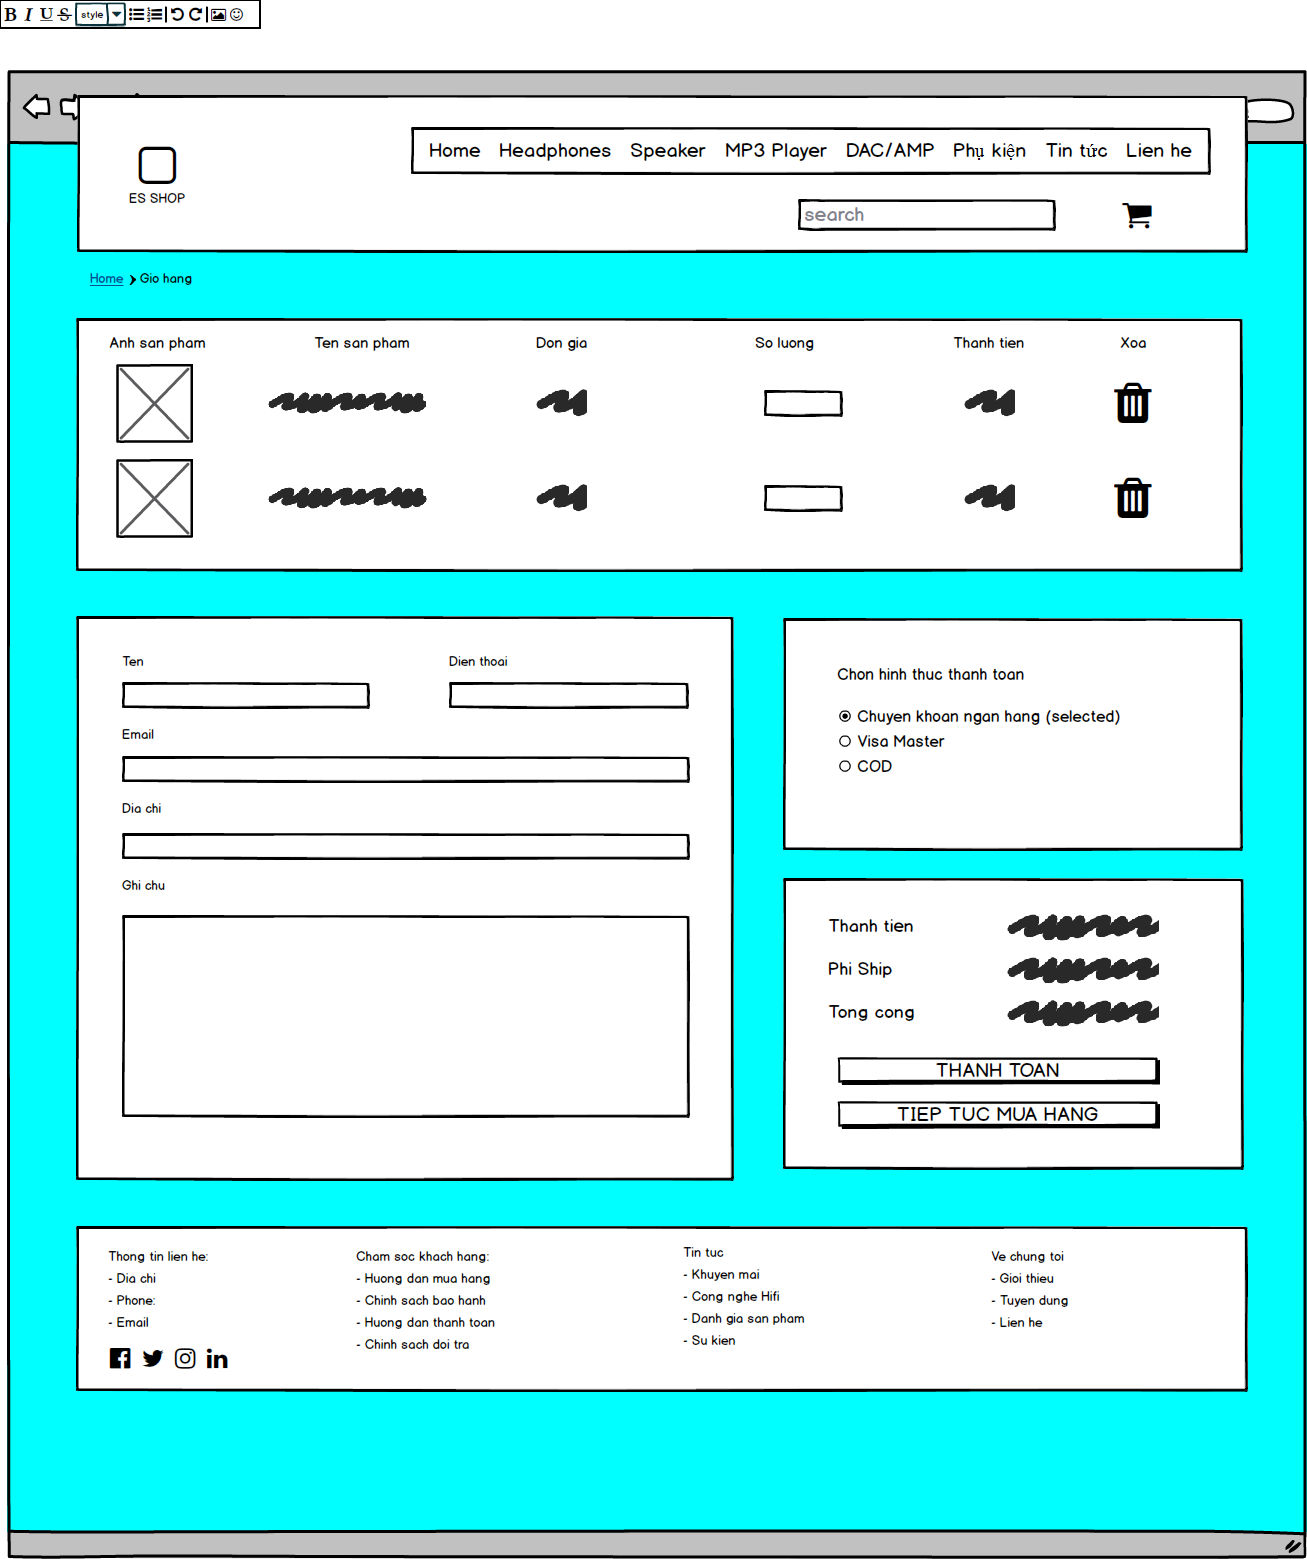 B I U S style
Home Headphones Speaker MP3 Player DAC/AMP Phụ kiện Tin tức Lien he
ES SHOP
search
Home Gio hang
Anh san pham Ten san pham Don gia So luong Thanh tien Xoa
Ten Dien thoai
Email
Dia chi
Ghi chu
Chon hinh thuc thanh toan
Chuyen khoan ngan hang (selected)
Visa Master
COD
Thanh tien
Phi Ship
Tong cong
THANH TOAN
TIEP TUC MUA HANG
Thong tin lien he:
- Dia chi
- Phone:
- Email
Cham soc khach hang:
- Huong dan mua hang
- Chinh sach bao hanh
- Huong dan thanh toan
- Chinh sach doi tra
Tin tuc
- Khuyen mai
- Cong nghe Hifi
- Danh gia san pham
- Su kien
Ve chung toi
- Gioi thieu
- Tuyen dung
- Lien he